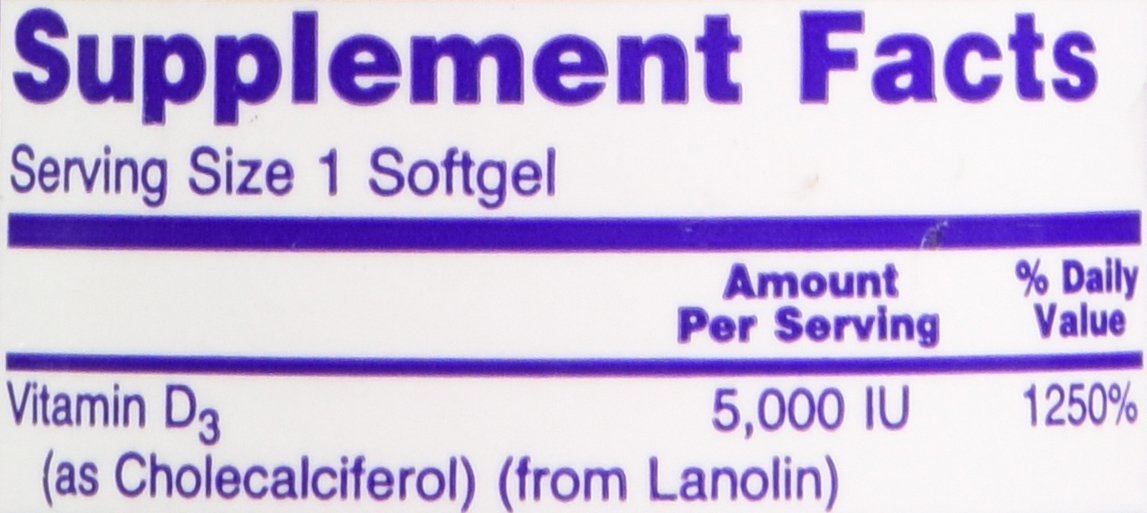 Supplement Facts
Serving Size 1 Softgel
Amount Per Serving
% Daily Value
Vitamin D₃ 5,000 IU 1250%
(as Cholecalciferol) (from Lanolin)